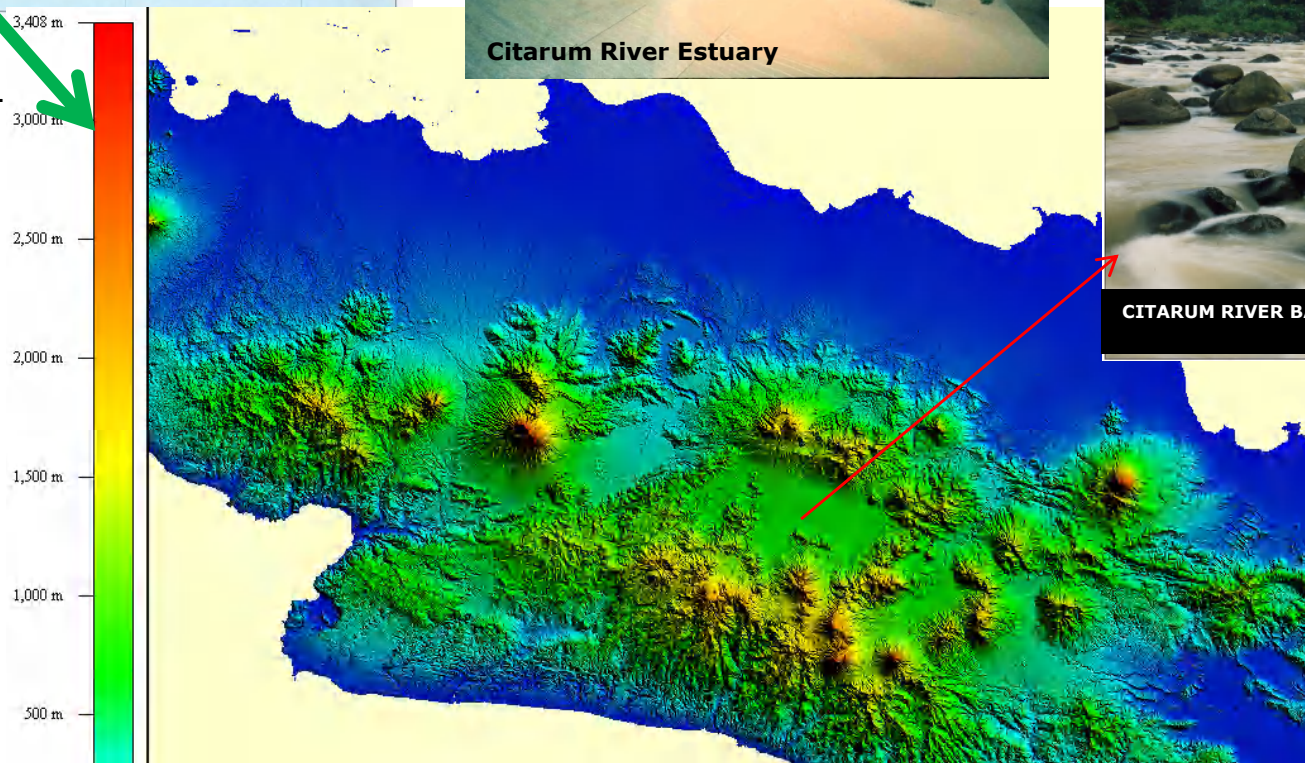 Citarum River Estuary
3,408 m
3,000 m
2,500 m
2,000 m
1,500 m
1,000 m
500 m
CITARUM RIVER